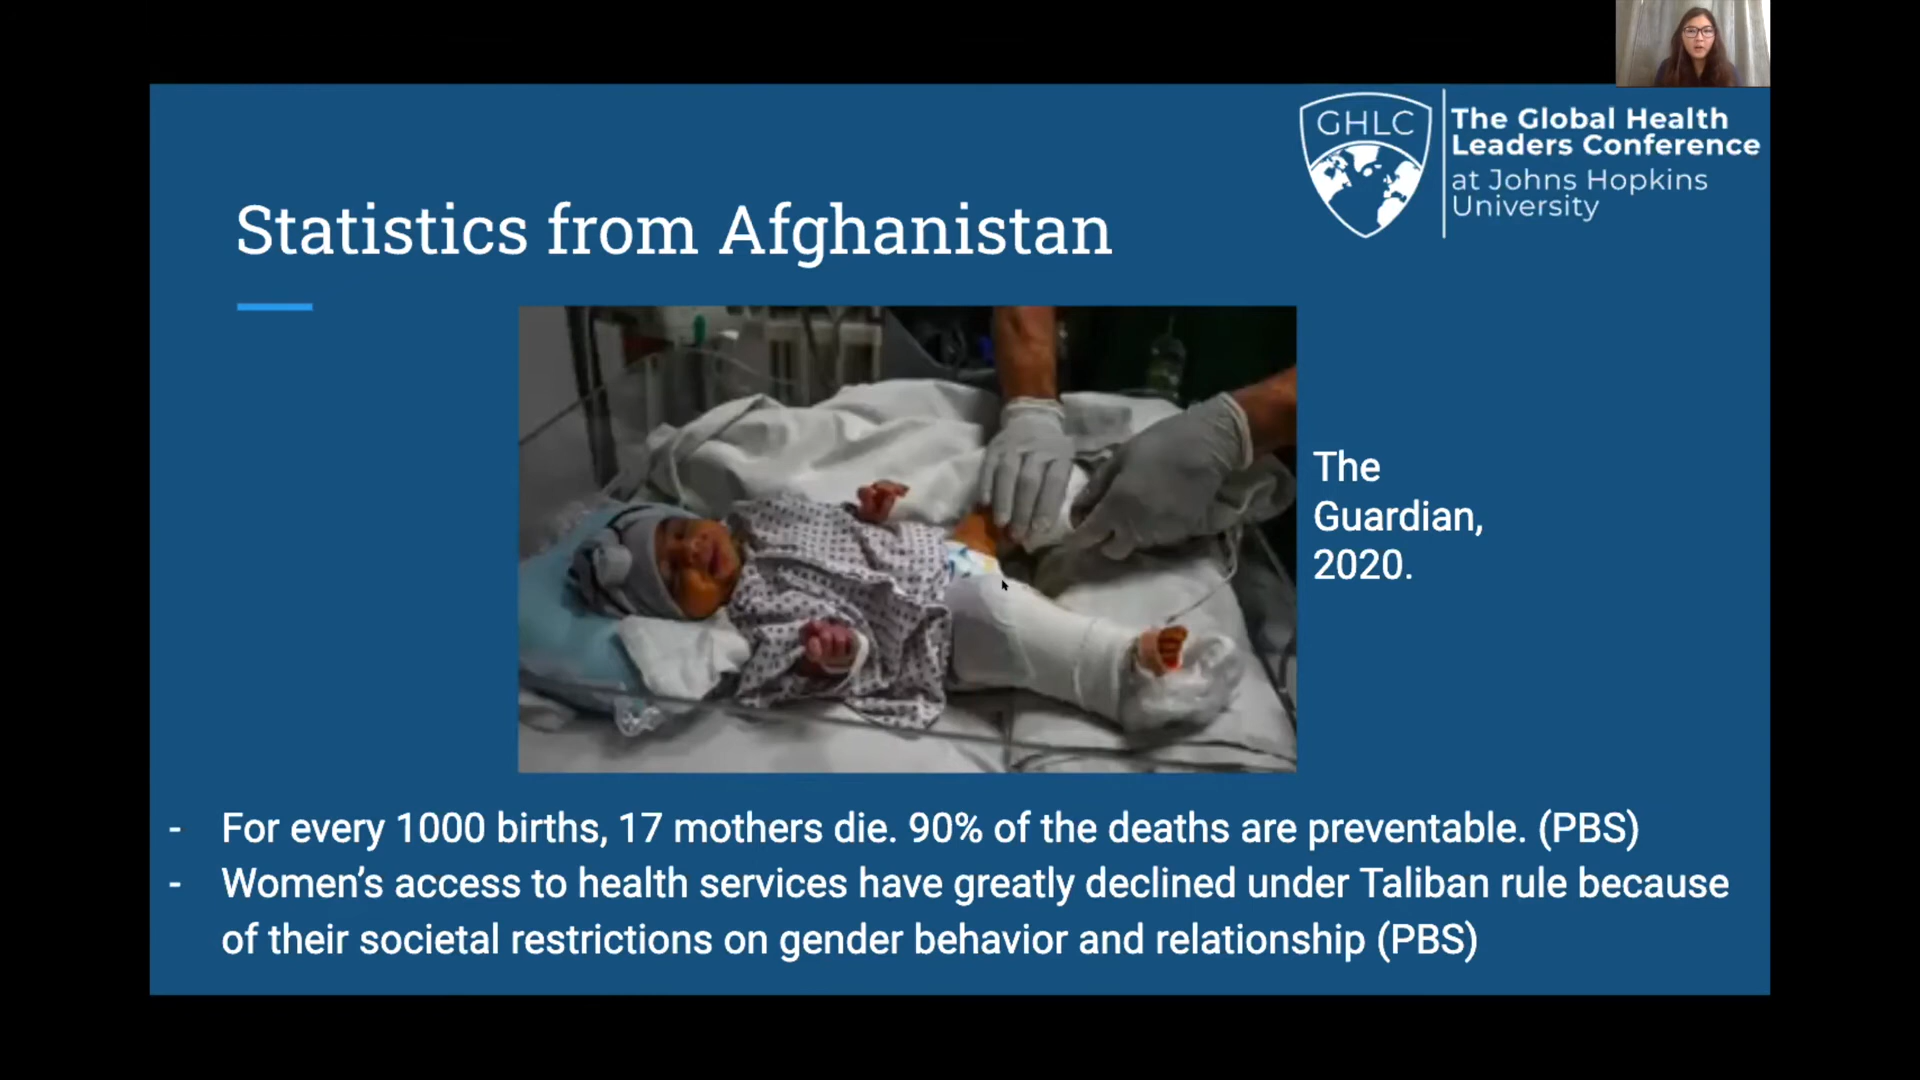 GHLC
The Global Health
Leaders Conference
at Johns Hopkins
University
Statistics from Afghanistan
The
Guardian,
2020.
- For every 1000 births, 17 mothers die. 90% of the deaths are preventable. (PBS)
- Women’s access to health services have greatly declined under Taliban rule because
of their societal restrictions on gender behavior and relationship (PBS)